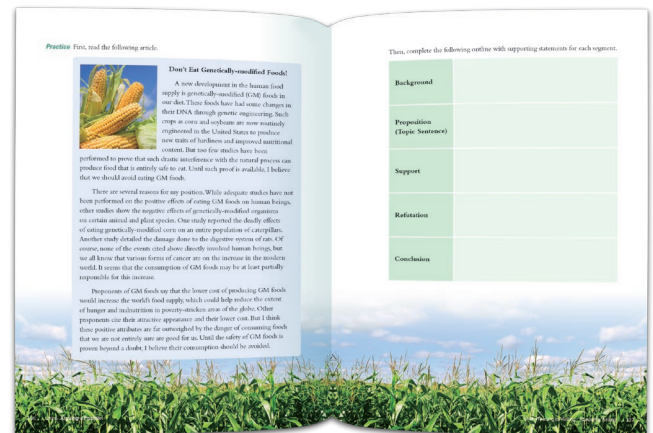 Practice First, read the following article.
Don't Eat Genetically-modified Foods!
A new development in the human food
supply is genetically-modified (GM) foods in
our diet. These foods have had some changes in
their DNA through genetic engineering. Such
crops as corn and soybeans are now routinely
engineered in the United States to produce
new traits of hardiness and improved nutritional
content. But too few studies have been
performed to prove that such drastic interference with the natural process can
produce food that is entirely safe to eat. Until such proof is available, I believe
that we should avoid eating GM foods.
There are several reasons for my position. While adequate studies have not
been performed on the positive effects of eating GM foods on human beings,
other studies show the negative effects of genetically-modified organisms
on certain animal and plant species. One study reported the deadly effects
of eating genetically-modified corn on an entire population of caterpillars.
Another study detailed the damage done to the digestive system of rats. Of
course, none of the events cited above directly involved human beings, but
we all know that various forms of cancer are on the increase in the modern
world. It seems that the consumption of GM foods may be at least partially
responsible for this increase.
Proponents of GM foods say that the lower cost of producing GM foods
would increase the world's food supply, which could help reduce the extent
of hunger and malnutrition in poverty-stricken areas of the globe. Other
proponents cite their attractive appearance and their lower cost. But I think
these positive attributes are far outweighed by the danger of consuming foods
that we are not entirely sure are good for us. Until the safety of GM foods is
proven beyond a doubt, I believe their consumption should be avoided.
Then, complete the following outline with supporting statements for each segment.
Background
Proposition
(Topic Sentence)
Support
Refutation
Conclusion